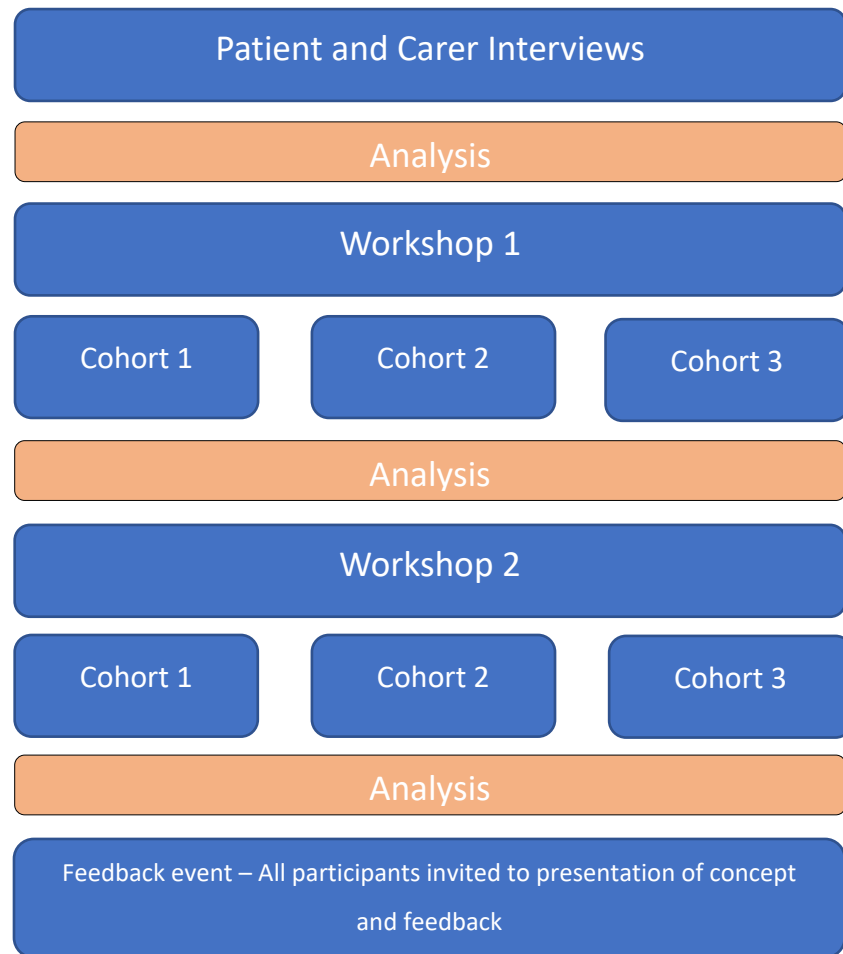 Patient and Carer Interviews
Analysis
Workshop 1
Cohort 1
Cohort 2
Cohort 3
Analysis
Workshop 2
Cohort 1
Cohort 2
Cohort 3
Analysis
Feedback event – All participants invited to presentation of concept
and feedback